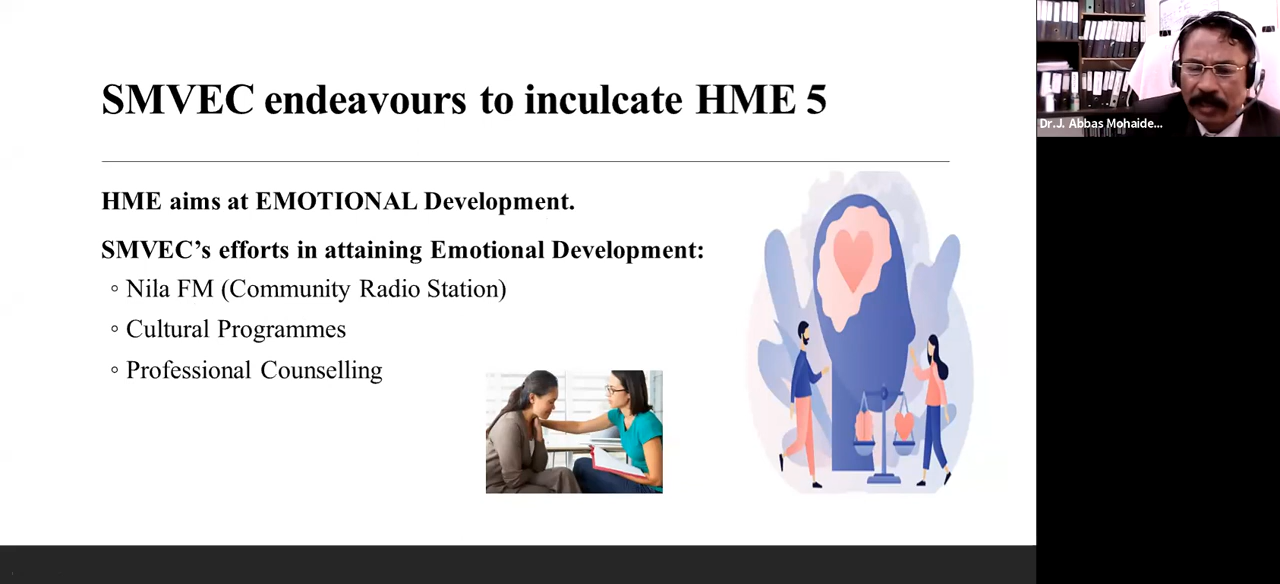 SMVEC endeavours to inculcate HME 5
HME aims at EMOTIONAL Development.
SMVEC’s efforts in attaining Emotional Development:
◦ Nila FM (Community Radio Station)
◦ Cultural Programmes
◦ Professional Counselling
Dr.J. Abbas Mohaide...